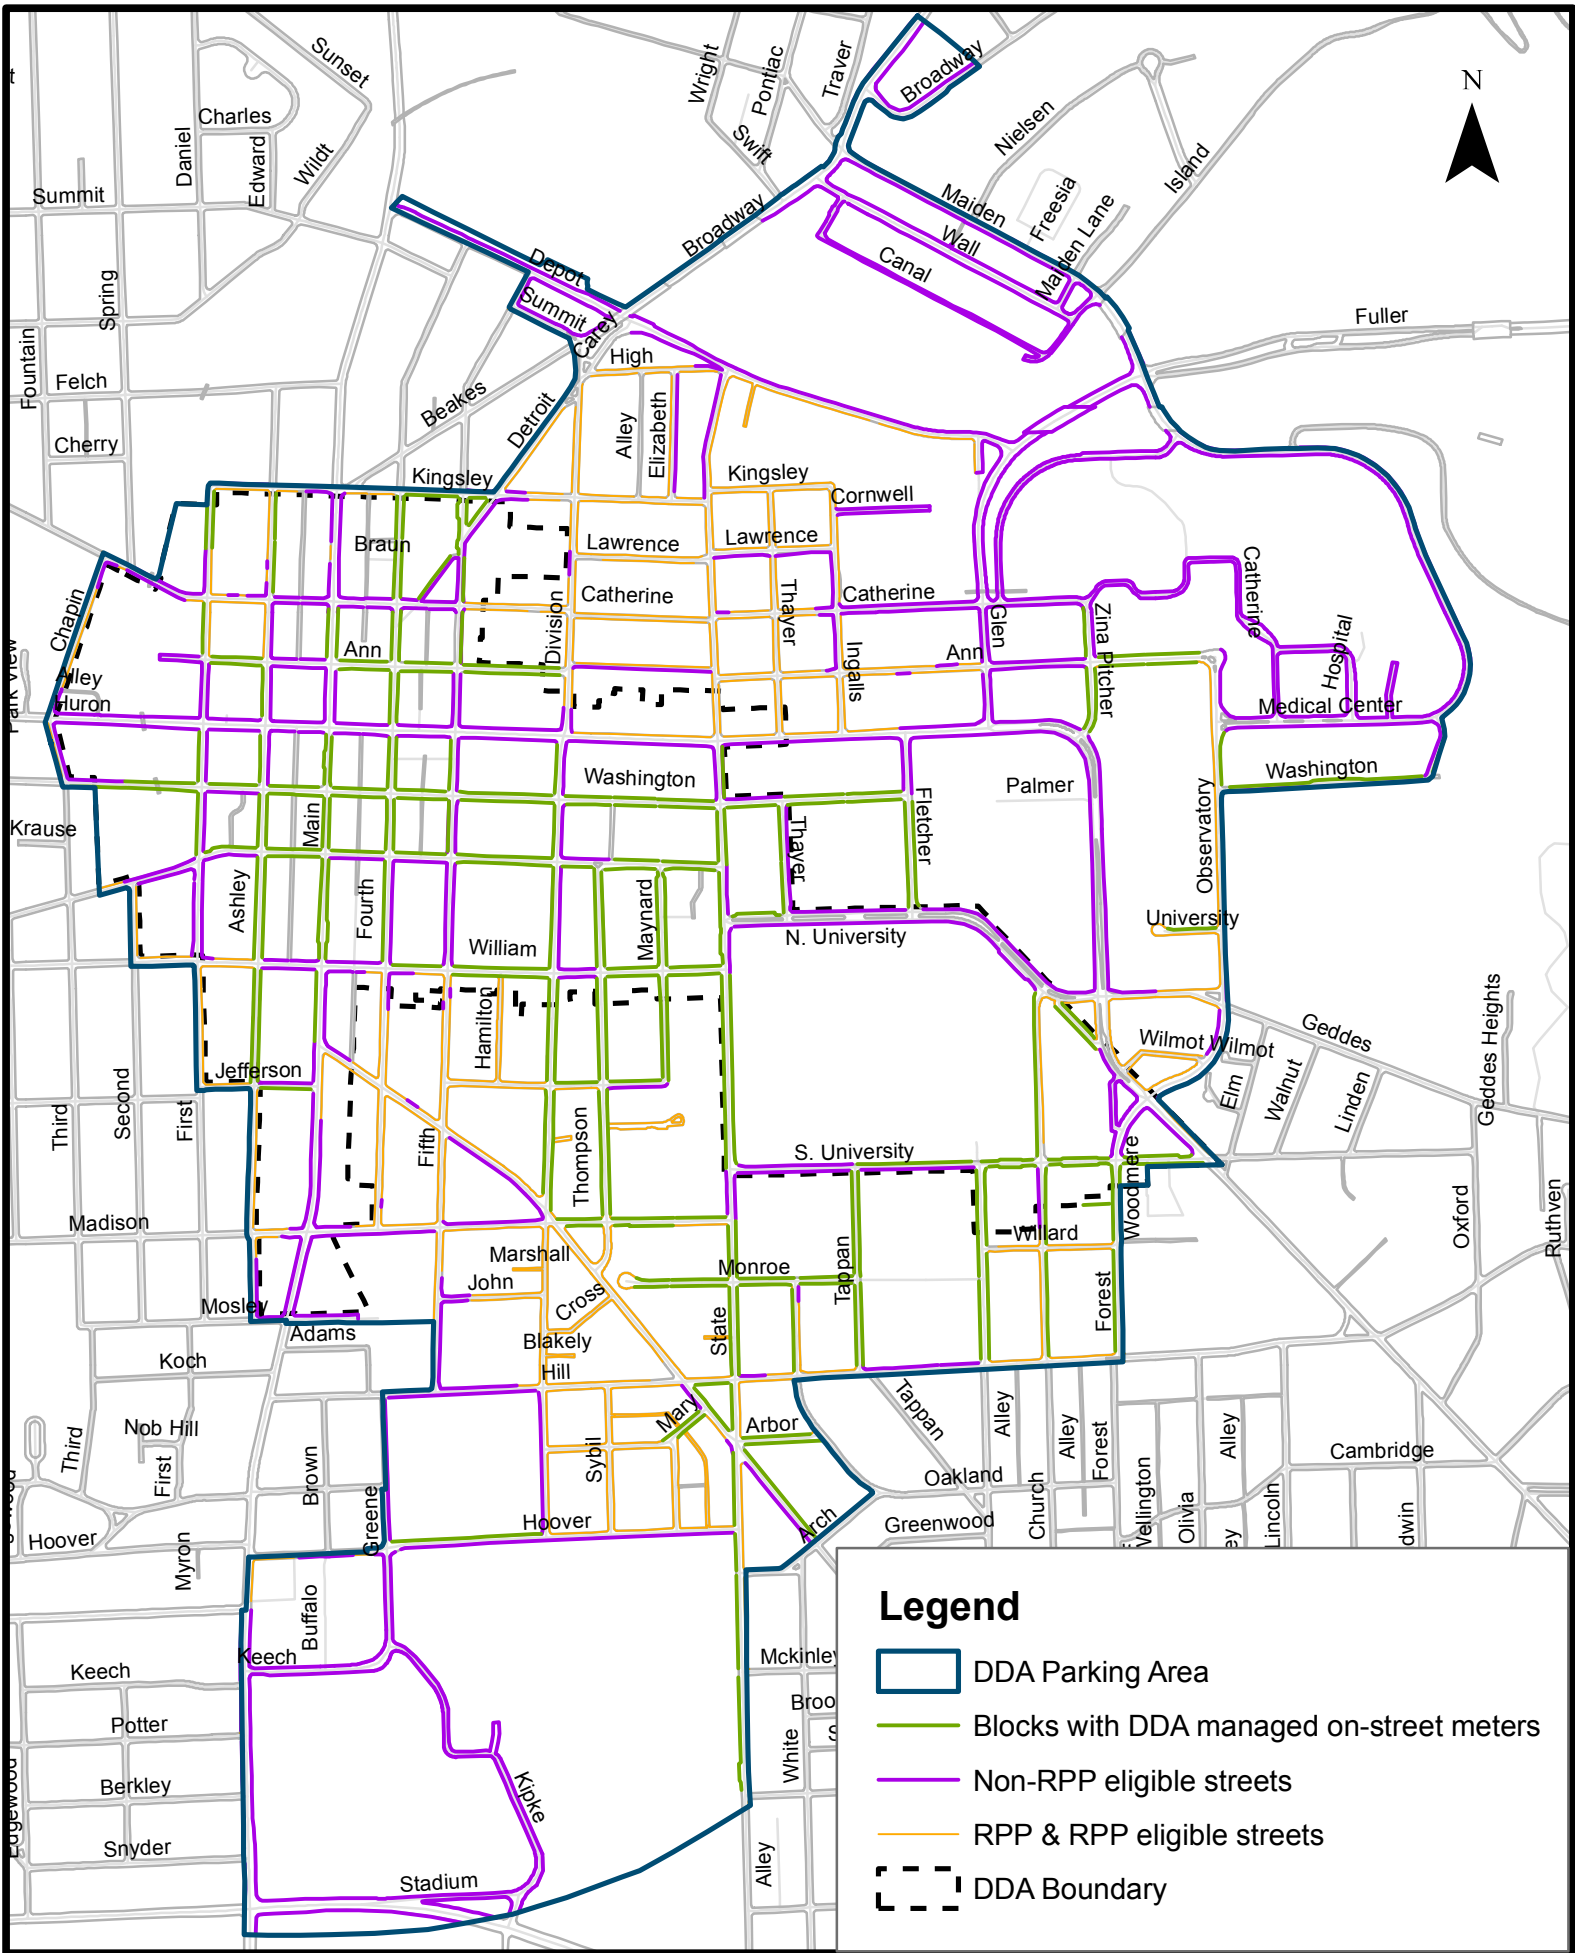 Sunset
Wright
Pontiac
Traver
Broadway
N
Charles
Daniel
Edward
Wildt
Swift
Nielsen
Island
Summit
Broadway
Maiden
Freesia
Wall
Maiden Lane
Canal
Depot
Summit
Carey
Spring
Fountain
Fuller
High
Felch
Beakes
Detroit
Alley
Elizabeth
Cherry
Kingsley
Kingsley
Cornwell
Braun
Lawrence
Lawrence
Catherine
Thayer
Catherine
Catherine
Chapin
Division
Glen
Zina Pitcher
Hospital
Ann
Ann
Ingalls
Park View
Alley
Huron
Medical Center
Washington
Palmer
Washington
Krause
Main
Thayer
Fletcher
Observatory
Ashley
Fourth
Maynard
University
William
N. University
Hamilton
Geddes
Geddes Heights
Wilmot
Wilmot
Jefferson
Elm
Walnut
Linden
Third
Second
First
Fifth
Thompson
S. University
Woodmere
Oxford
Ruthven
Madison
Willard
Marshall
John
Monroe
Tappan
Forest
Mosley
Cross
Adams
Blakely
State
Koch
Hill
Nob Hill
Third
First
Mary
Arbor
Tappan
Alley
Alley
Forest
Alley
Cambridge
Brown
Sybil
Oakland
Greene
Church
Wellington
Olivia
Lincoln
Hoover
Hoover
Arch
Greenwood
Myron
Buffalo
Keech
Keech
Mckinley
Potter
White
Berkley
Kipke
Edgewood
Snyder
Stadium
Alley
Legend
DDA Parking Area
Blocks with DDA managed on-street meters
Non-RPP eligible streets
RPP & RPP eligible streets
DDA Boundary